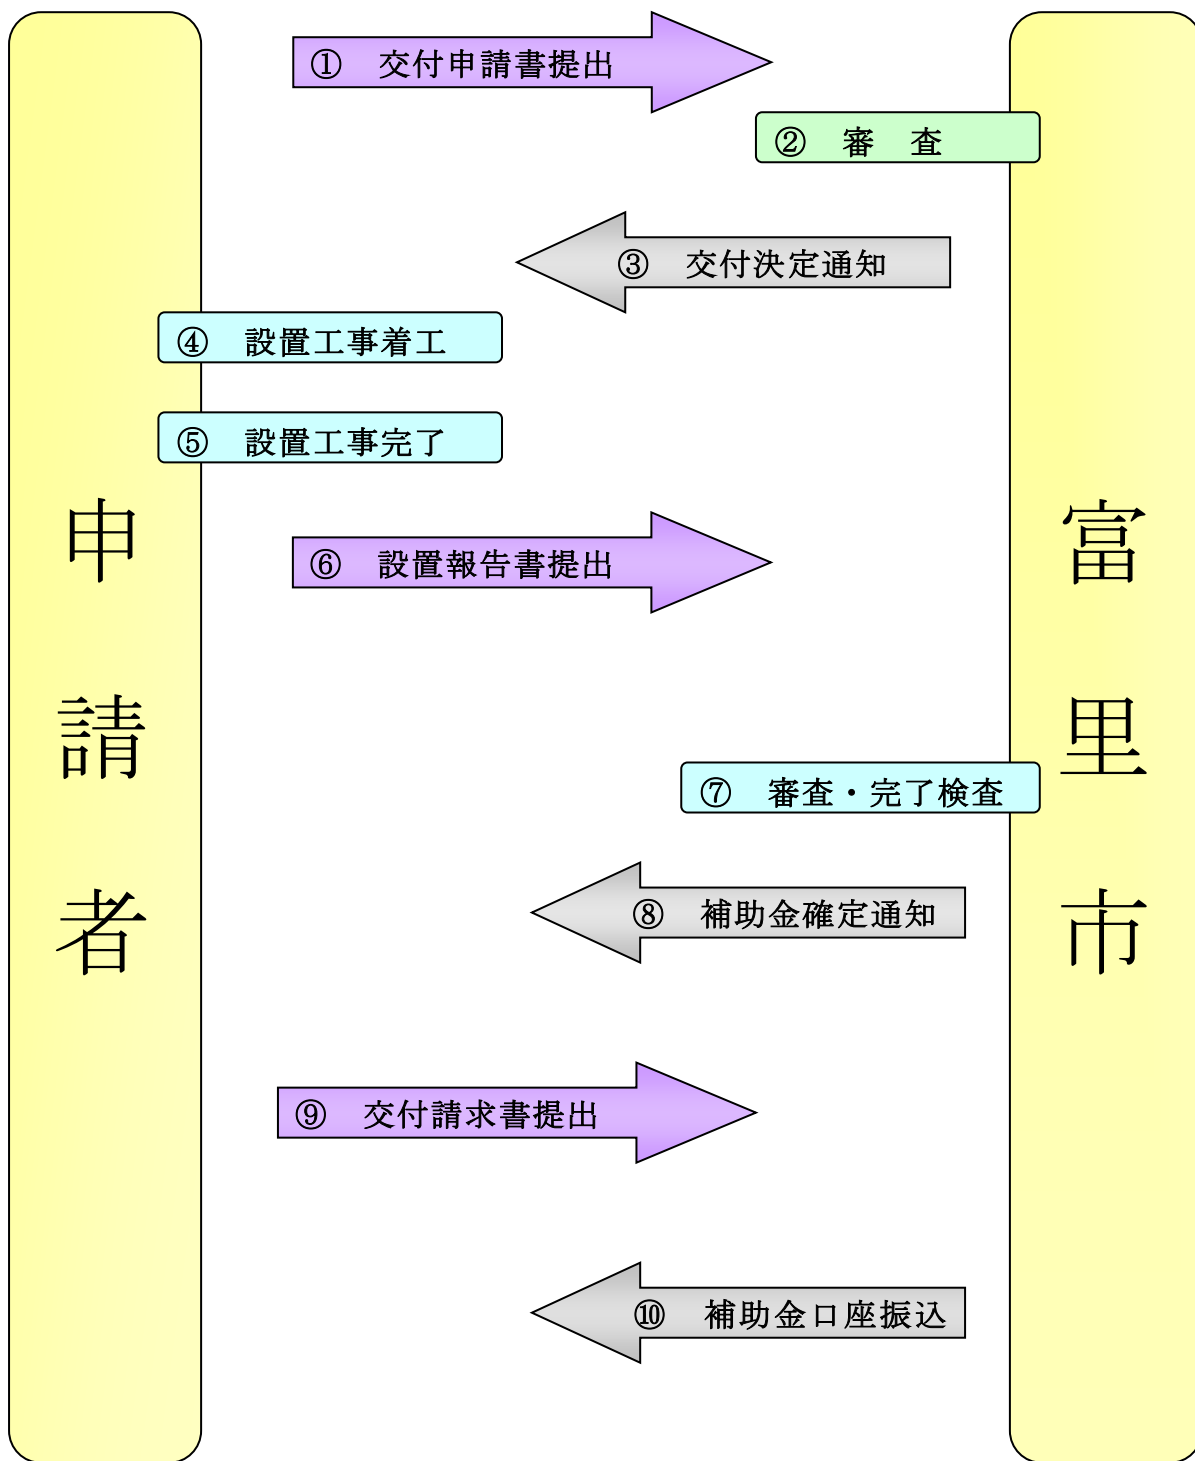 ①　交付申請書提出
②　審　査
③　交付決定通知
④　設置工事着工
⑤　設置工事完了
⑥　設置報告書提出
⑦　審査・完了検査
⑧　補助金確定通知
⑨　交付請求書提出
⑩　補助金口座振込
申請者
富里市